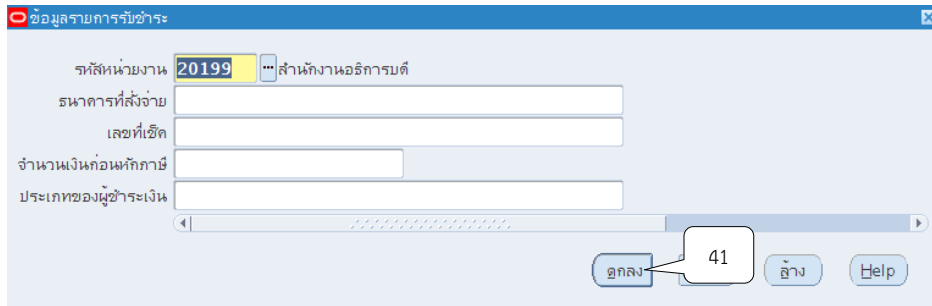 ข้อมูลรายการรับชำระ
รหัสหน่วยงาน 20199 ... สำนักงานอธิการบดี
ธนาคารที่สั่งจ่าย
เลขที่เช็ค
จำนวนเงินก่อนหักภาษี
ประเภทของผู้ชำระเงิน
ตกลง 41 ล้าง Help